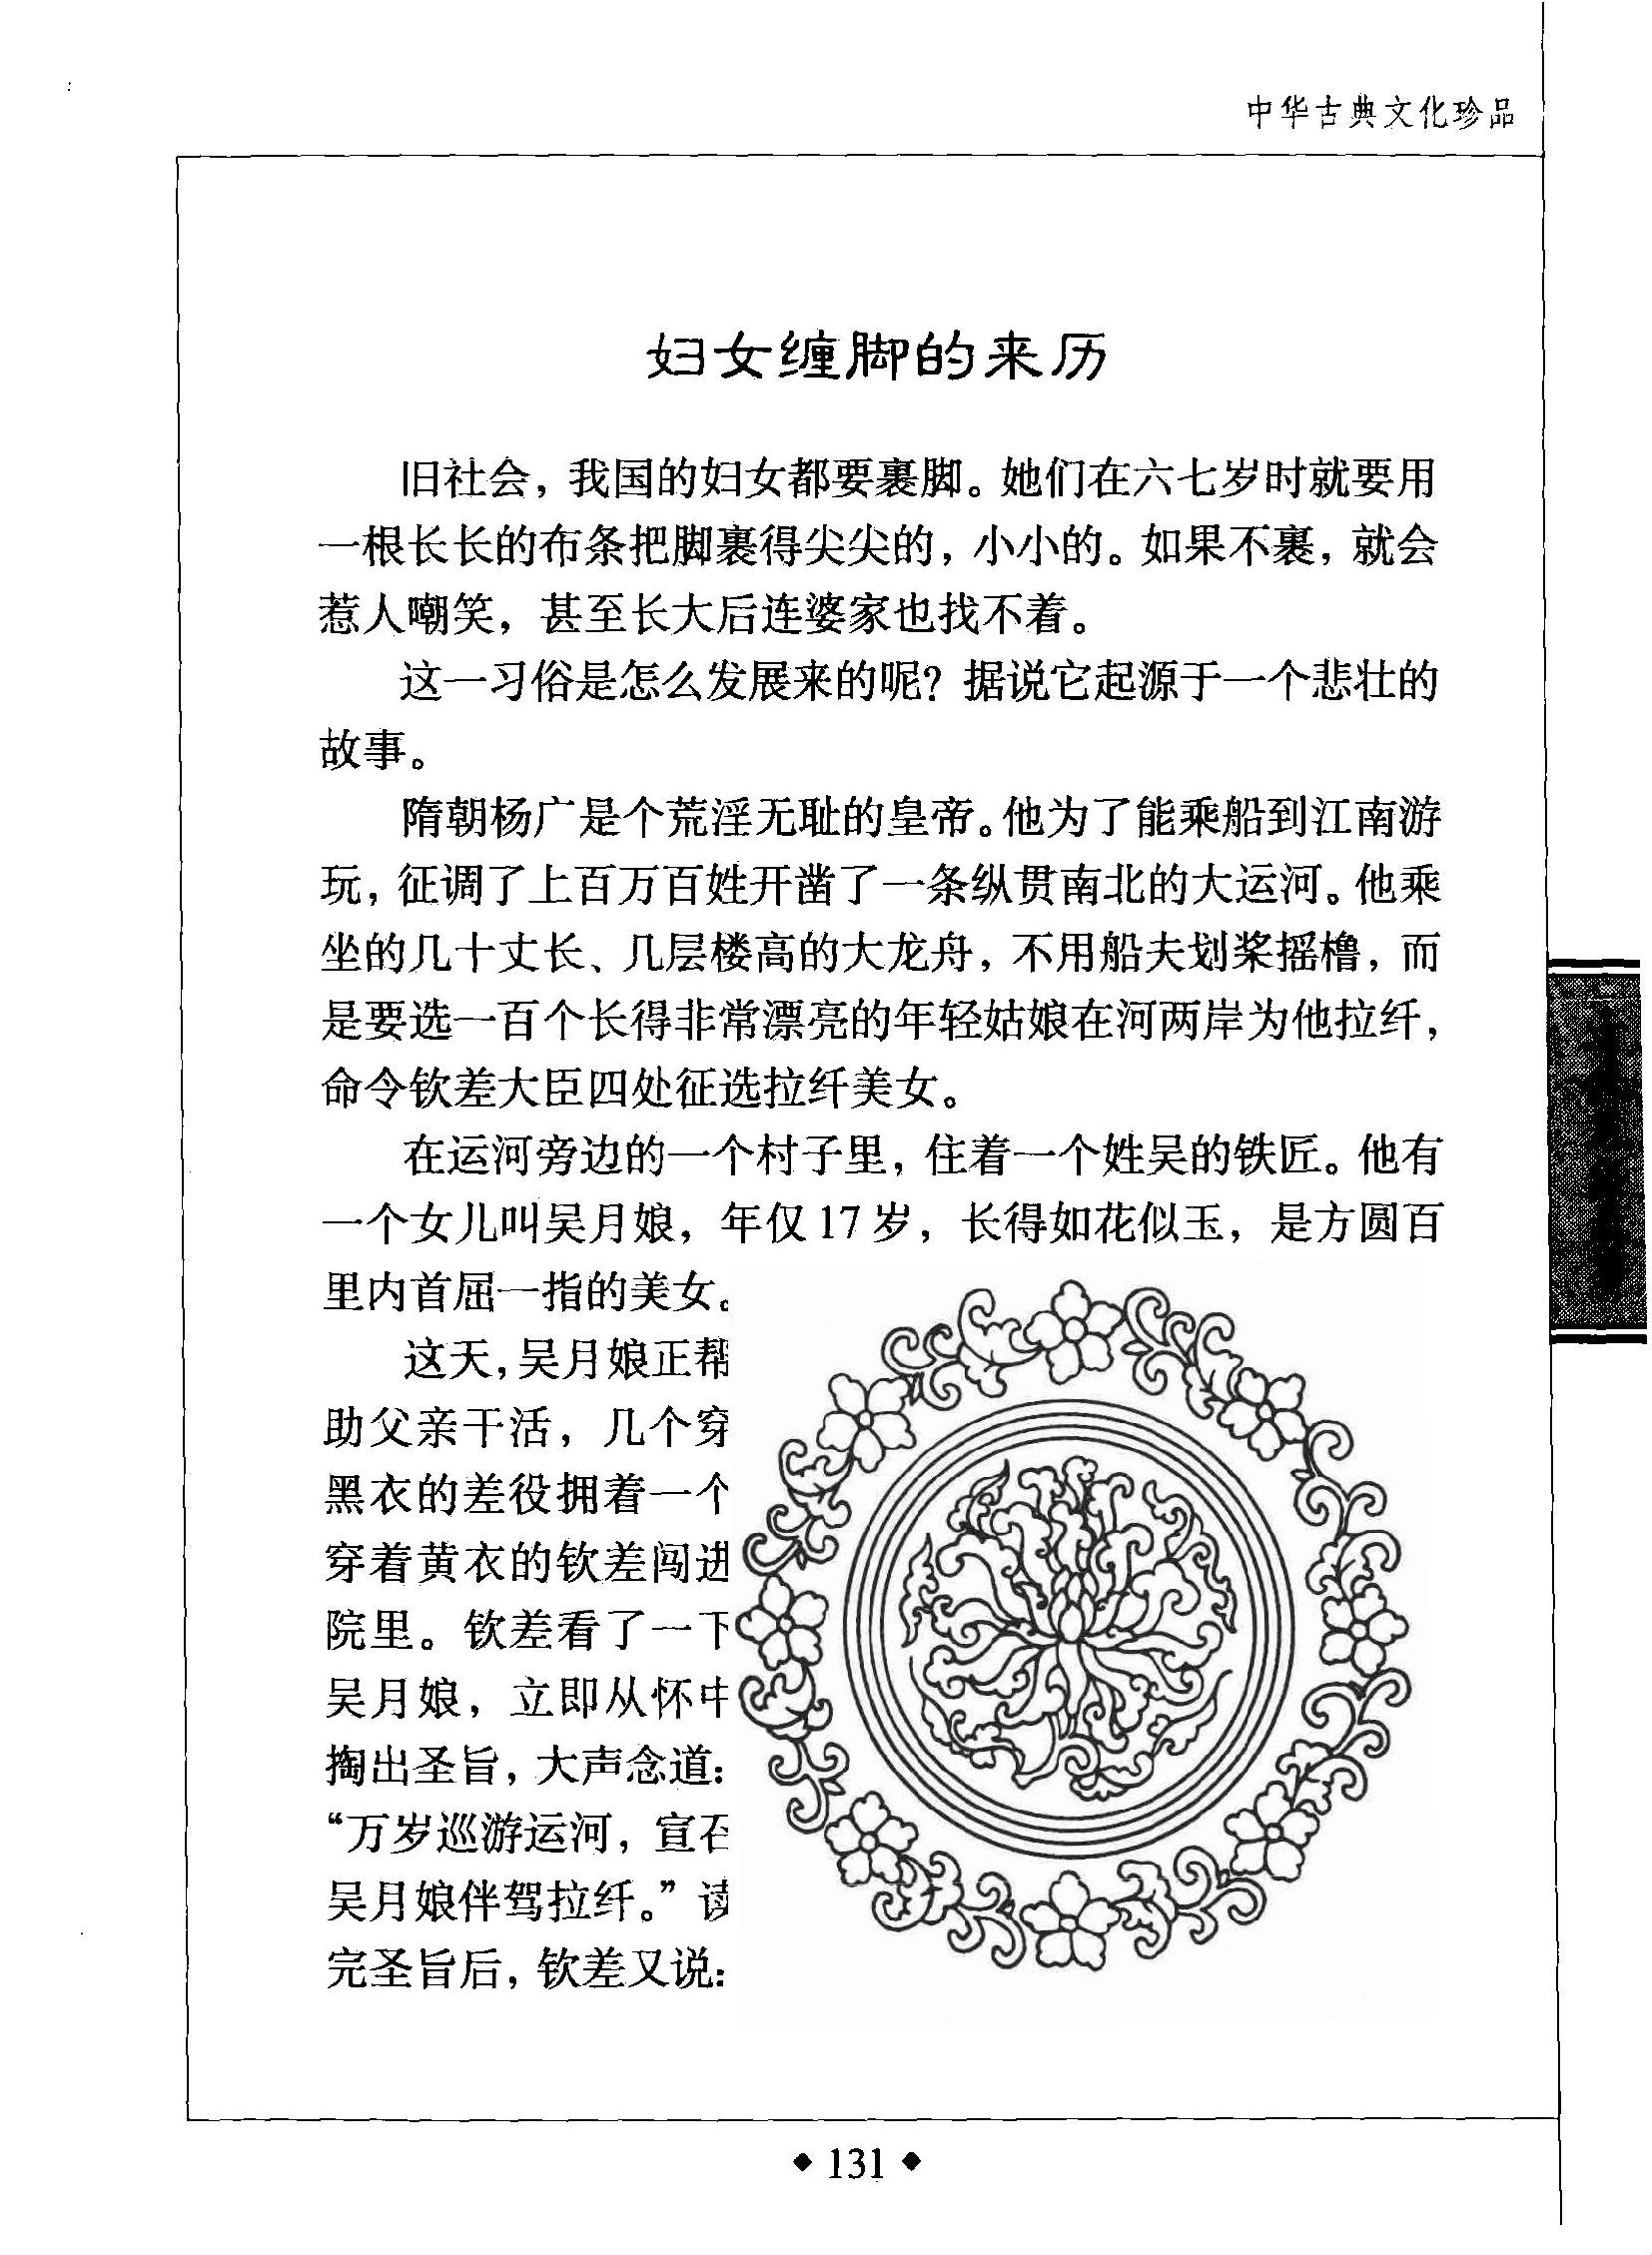 中华古典文化珍品
妇女缠脚的来历
旧社会，我国的妇女都要裹脚。她们在六七岁时就要用
一根长长的布条把脚裹得尖尖的，小小的。如果不裹，就会
惹人嘲笑，甚至长大后连婆家也找不着。
这一习俗是怎么发展来的呢？据说它起源于一个悲壮的
故事。
隋朝杨广是个荒淫无耻的皇帝。他为了能乘船到江南游
玩，征调了上百万百姓开凿了一条纵贯南北的大运河。他乘
坐的几十丈长、几层楼高的大龙舟，不用船夫划桨摇橹，而
是要选一百个长得非常漂亮的年轻姑娘在河两岸为他拉纤，
命令钦差大臣四处征选拉纤美女。
在运河旁边的一个村子里，住着一个姓吴的铁匠。他有
一个女儿叫吴月娘，年仅17岁，长得如花似玉，是方圆百
里内首屈一指的美女。
这天，吴月娘正帮
助父亲干活，几个穿
黑衣的差役拥着一个
穿着黄衣的钦差闯进
院里。钦差看了一下
吴月娘，立即从怀中
掏出圣旨，大声念道：
“万岁巡游运河，宣召
吴月娘伴驾拉纤。”读
完圣旨后，钦差又说：
◆131◆